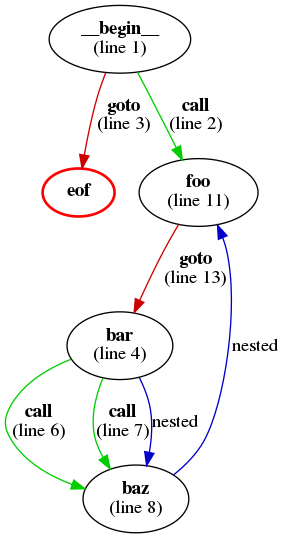 __begin__
(line 1)
goto
(line 3)
call
(line 2)
eof
foo
(line 11)
goto
(line 13)
bar
(line 4)
nested
call
(line 6)
call
(line 7)
nested
baz
(line 8)